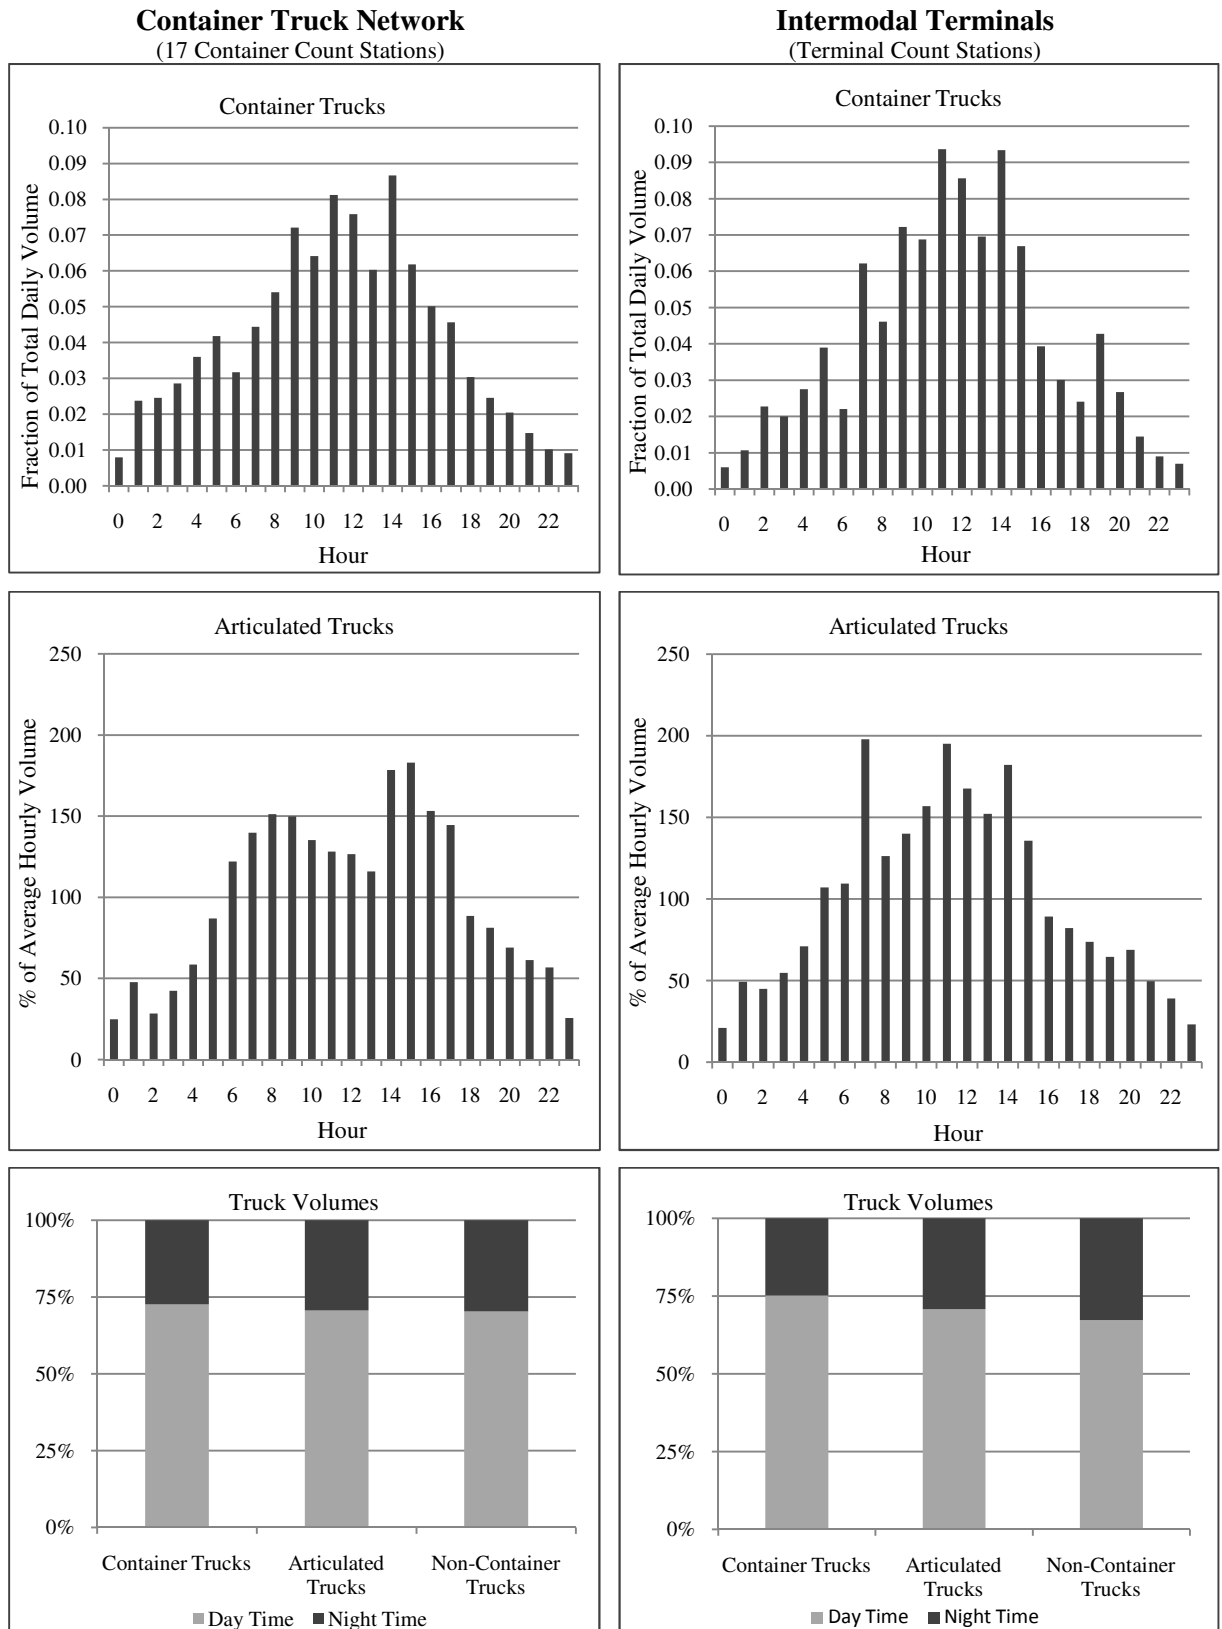 Container Truck Network
(17 Container Count Stations)
Container Trucks
Fraction of Total Daily Volume
0.10
0.09
0.08
0.07
0.06
0.05
0.04
0.03
0.02
0.01
0.00
0 2 4 6 8 10 12 14 16 18 20 22
Hour
Intermodal Terminals
(Terminal Count Stations)
Container Trucks
Fraction of Total Daily Volume
0.10
0.09
0.08
0.07
0.06
0.05
0.04
0.03
0.02
0.01
0.00
0 2 4 6 8 10 12 14 16 18 20 22
Hour
Articulated Trucks
% of Average Hourly Volume
250
200
150
100
50
0
0 2 4 6 8 10 12 14 16 18 20 22
Hour
Articulated Trucks
% of Average Hourly Volume
250
200
150
100
50
0
0 2 4 6 8 10 12 14 16 18 20 22
Hour
Truck Volumes
100%
75%
50%
25%
0%
Container Trucks Articulated Non-Container
Trucks Trucks
Day Time Night Time
Truck Volumes
100%
75%
50%
25%
0%
Container Trucks Articulated Non-Container
Trucks Trucks
Day Time Night Time